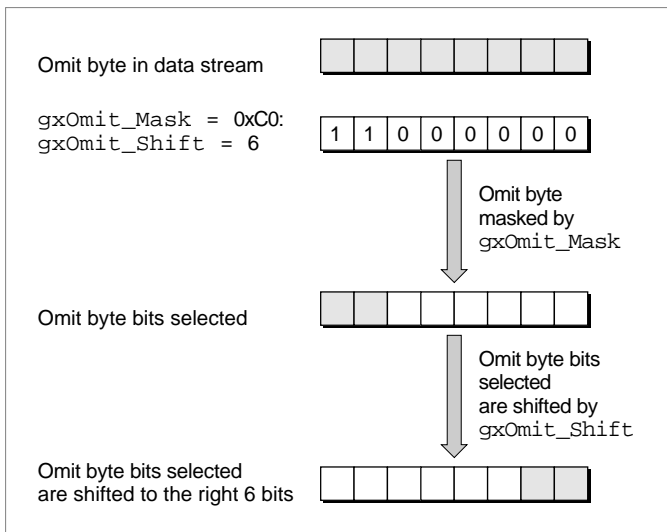 Omit byte in data stream
gxOmit_Mask = 0xC0:
gxOmit_Shift = 6
1 1 0 0 0 0 0 0
Omit byte
masked by
gxOmit_Mask
Omit byte bits selected
Omit byte bits
selected
are shifted by
gxOmit_Shift
Omit byte bits selected
are shifted to the right 6 bits